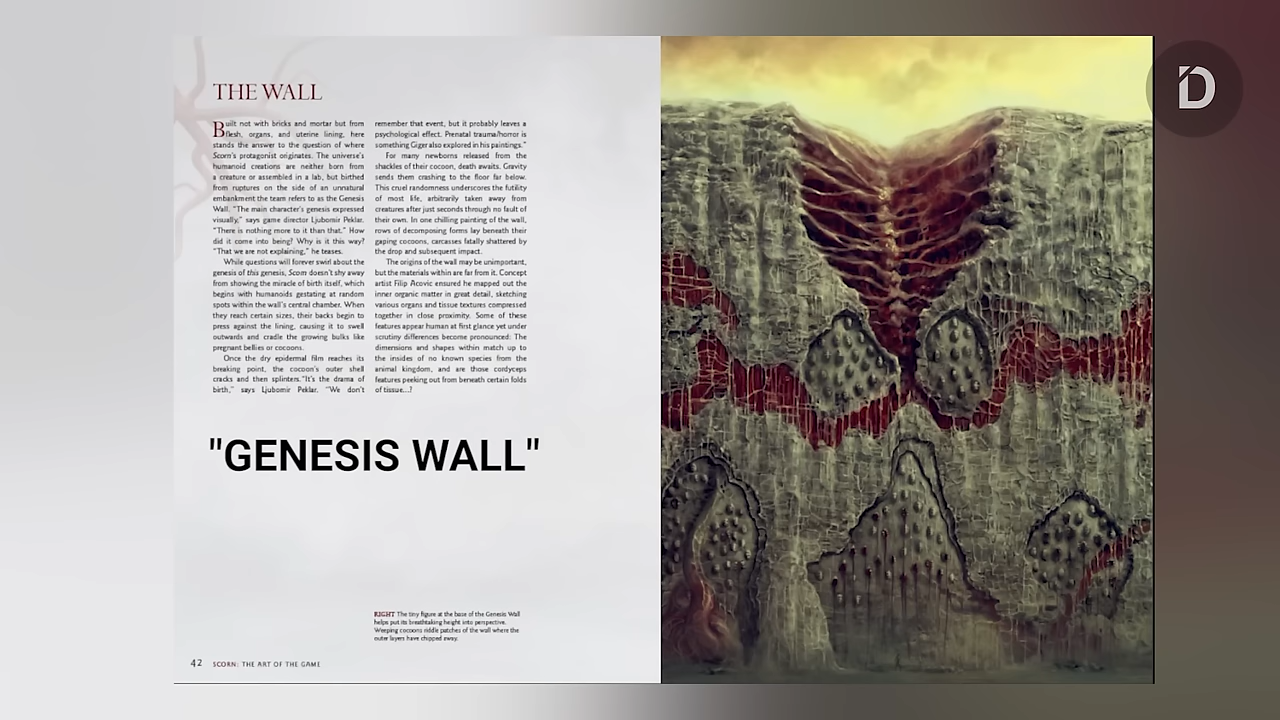 THE WALL
Built not with bricks and mortar but from
flesh, organs, and uterine lining, here
stands the answer to the question of where
Scorn's protagonist originates. The universe's
humanoid creations are neither born from
a creature or assembled in a lab, but birthed
from ruptures on the side of an unnatural
embankment the team refers to as the Genesis
Wall. "The main character's genesis expressed
visually," says game director Ljubomir Peklar.
"There is nothing more to it than that." How
did it come into being? Why is it this way?
"That we are not explaining," he teases.
While questions will forever swirl about the
genesis of this genesis, Scorn doesn't shy away
from showing the miracle of birth itself, which
begins with humanoids gestating at random
spots within the wall's central chamber. When
they reach certain sizes, their backs begin to
press against the lining, causing it to swell
outwards and cradle the growing bulks like
pregnant bellies or cocoons.
Once the dry epidermal film reaches its
breaking point, the cocoon's outer shell
cracks and then splinters. "It's the drama of
birth," says Ljubomir Peklar. "We don't
remember that event, but it probably leaves a
psychological effect. Prenatal trauma/horror is
something Giger also explored in his paintings."
For many newborns released from the
shackles of their cocoon, death awaits. Gravity
sends them crashing to the floor far below.
This cruel randomness underscores the futility
of most life, arbitrarily taken away from
creatures after just seconds through no fault of
their own. In one chilling painting of the wall,
rows of decomposing forms lay beneath their
gaping cocoons, carcasses fatally shattered by
the drop and subsequent impact.
The origins of the wall may be unimportant,
but the materials within are far from it. Concept
artist Filip Acovic ensured he mapped out the
inner organic matter in great detail, sketching
various organs and tissue textures compressed
together in close proximity. Some of these
features appear human at first glance yet under
scrutiny differences become pronounced: The
dimensions and shapes within match up to
the insides of no known species from the
animal kingdom, and are those cordyceps
features peeking out from beneath certain folds
of tissue...?
"GENESIS WALL"
RIGHT The tiny figure at the base of the Genesis Wall
helps put its breathtaking height into perspective.
Weeping cocoons riddle patches of the wall where the
outer layers have chipped away.
42 SCORN: THE ART OF THE GAME
D